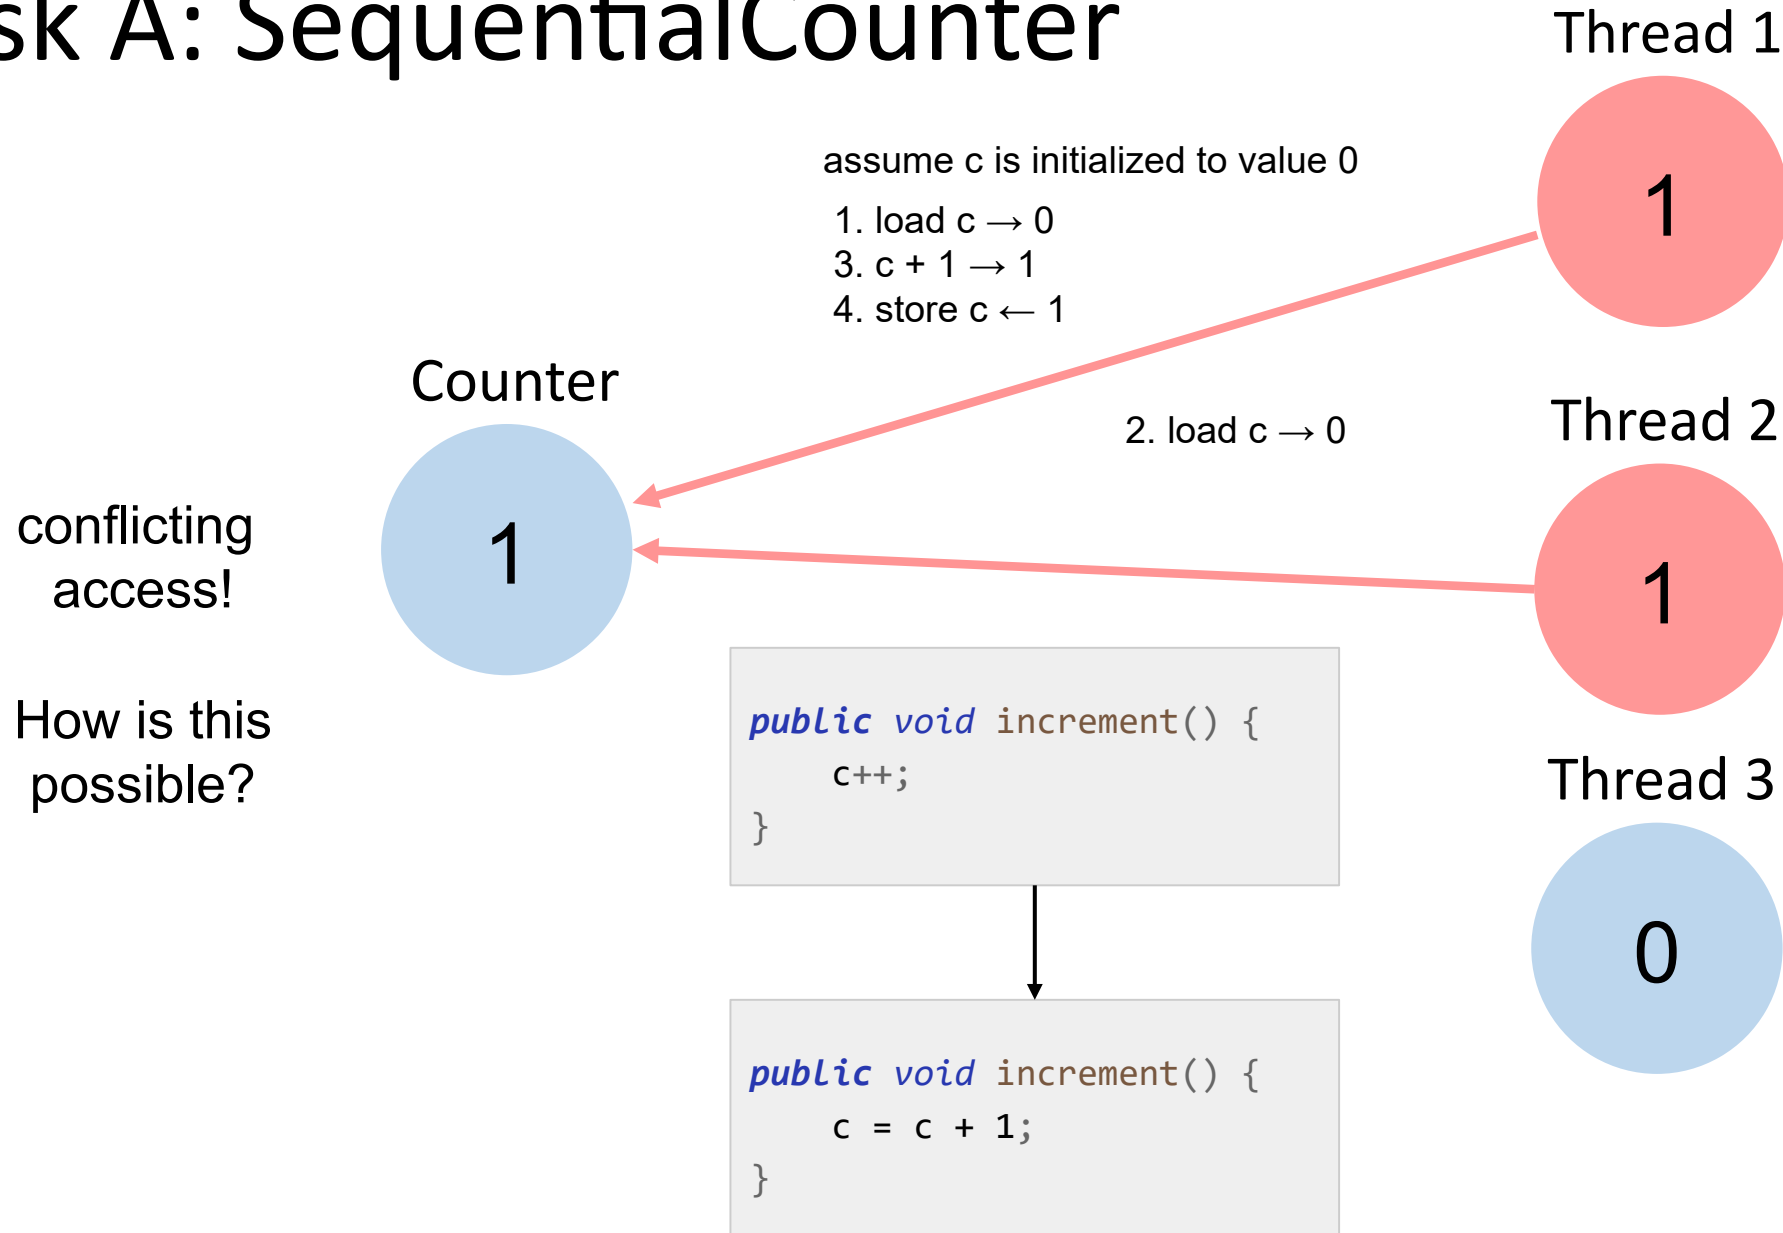 sk A: SequentialCounter
Thread 1
assume c is initialized to value 0
1. load c → 0
3. c + 1 → 1
4. store c ← 1
1
Counter
2. load c → 0
Thread 2
conflicting
access!
1
1
How is this
possible?
public void increment() {
c++;
}
Thread 3
0
public void increment() {
c = c + 1;
}